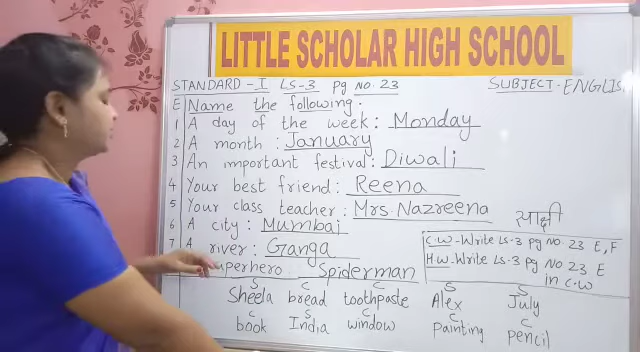 LITTLE SCHOLAR HIGH SCHOOL
STANDARD - I LS-3 Pg NO. 23 SUBJECT - ENGLIS
E Name the following.
1 A day of the week: Monday
2 A month: January
3 An important festival: Diwali
4 Your best friend: Reena
5 Your class teacher: Mrs. Nazreena
6 A city: Mumbai
7 A river: Ganga
uperhero Spiderman
C.W - Write LS-3 pg NO. 23 E, F
H.W - Write LS-3 pg NO 23 E
in C.W
S C C S S
Sheela bread toothpaste Alex July
C S C C C
book India window painting pencil